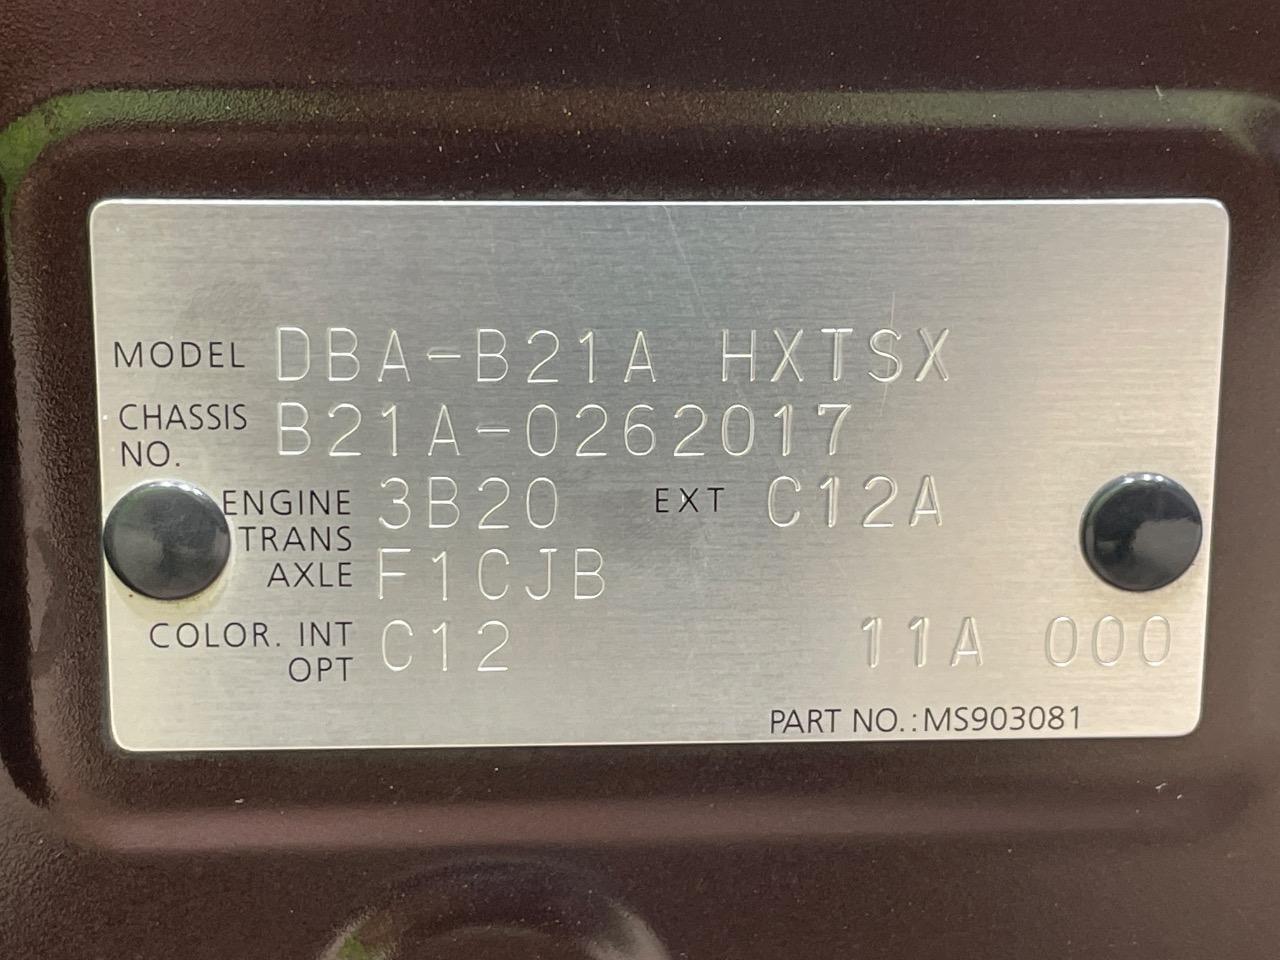 MODEL DBA-B21A HXTSX
CHASSIS NO. B21A-0262017
ENGINE 3B20 EXT C12A
TRANS AXLE F1CJB
COLOR. INT OPT C12 11A 000
PART NO.:MS903081